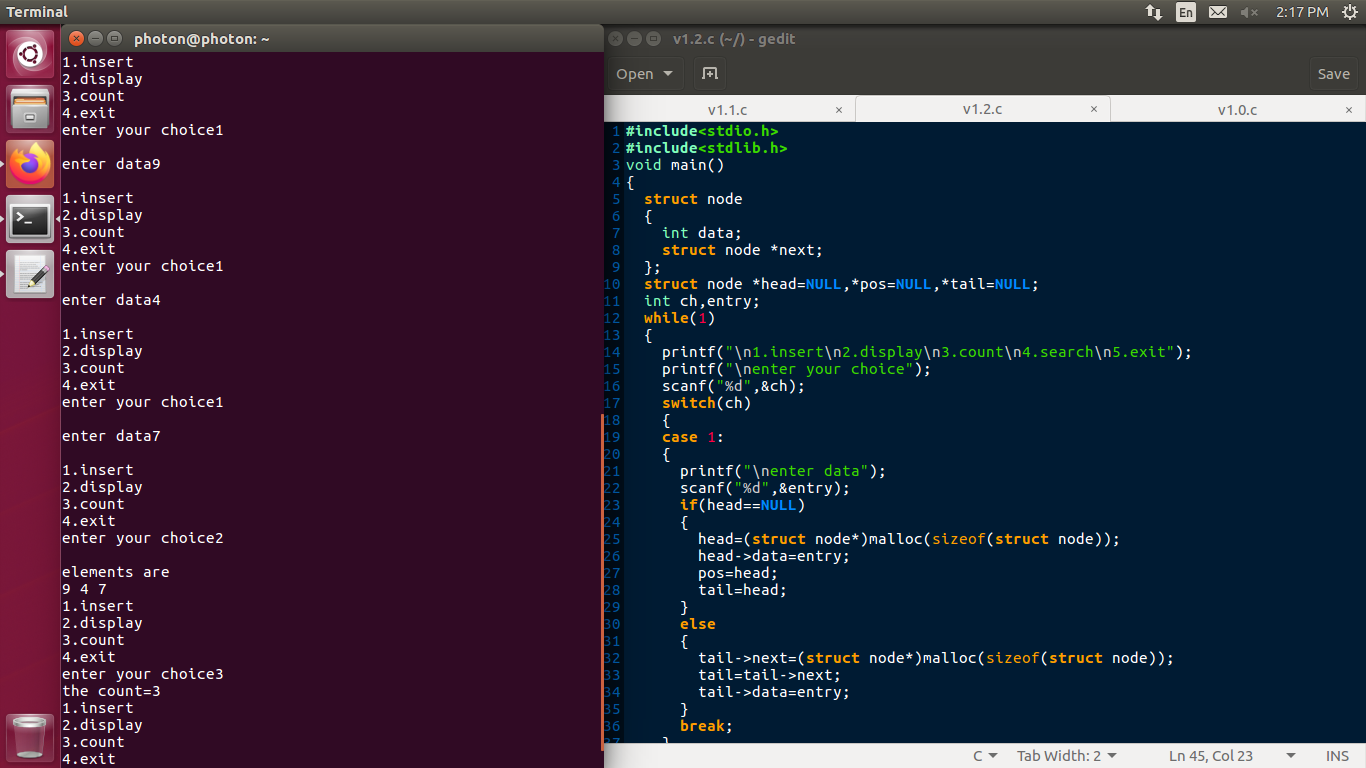 Terminal
En
2:17 PM
photon@photon: ~
1.insert
2.display
3.count
4.exit
enter your choice1
enter data9
1.insert
2.display
3.count
4.exit
enter your choice1
enter data4
1.insert
2.display
3.count
4.exit
enter your choice1
enter data7
1.insert
2.display
3.count
4.exit
enter your choice2
elements are
9 4 7
1.insert
2.display
3.count
4.exit
enter your choice3
the count=3
1.insert
2.display
3.count
4.exit
v1.2.c (~/) - gedit
Open
Save
v1.1.c × v1.2.c × v1.0.c ×
1 #include<stdio.h>
2 #include<stdlib.h>
3 void main()
4 {
5 struct node
6 {
7 int data;
8 struct node *next;
9 };
10 struct node *head=NULL,*pos=NULL,*tail=NULL;
11 int ch,entry;
12 while(1)
13 {
14 printf("\n1.insert\n2.display\n3.count\n4.search\n5.exit");
15 printf("\nenter your choice");
16 scanf("%d",&ch);
17 switch(ch)
18 {
19 case 1:
20 {
21 printf("\nenter data");
22 scanf("%d",&entry);
23 if(head==NULL)
24 {
25 head=(struct node*)malloc(sizeof(struct node));
26 head->data=entry;
27 pos=head;
28 tail=head;
29 }
30 else
31 {
32 tail->next=(struct node*)malloc(sizeof(struct node));
33 tail=tail->next;
34 tail->data=entry;
35 }
36 break;
37 }
C Tab Width: 2 Ln 45, Col 23 INS